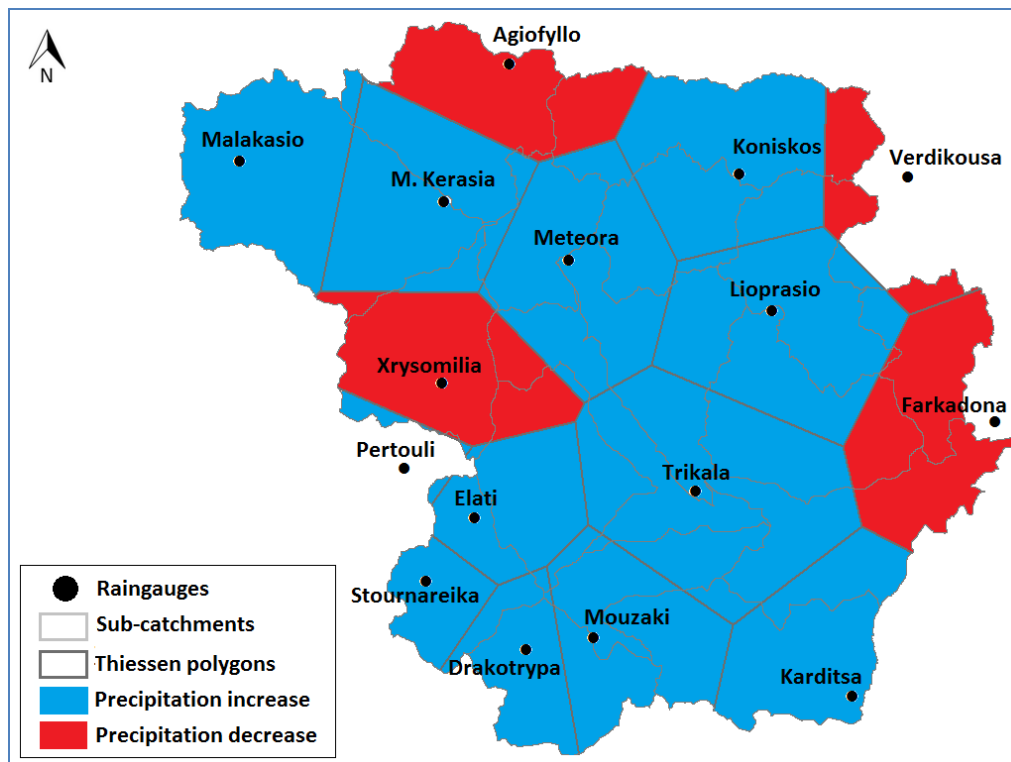 Agiofyllo
N
Malakasio
Koniskos
Verdikousa
M. Kerasia
Meteora
Lioprasio
Xrysomilia
Farkadona
Pertouli
Trikala
Elati
Stournareika
Mouzaki
Drakotrypa
Karditsa
Raingauges
Sub-catchments
Thiessen polygons
Precipitation increase
Precipitation decrease